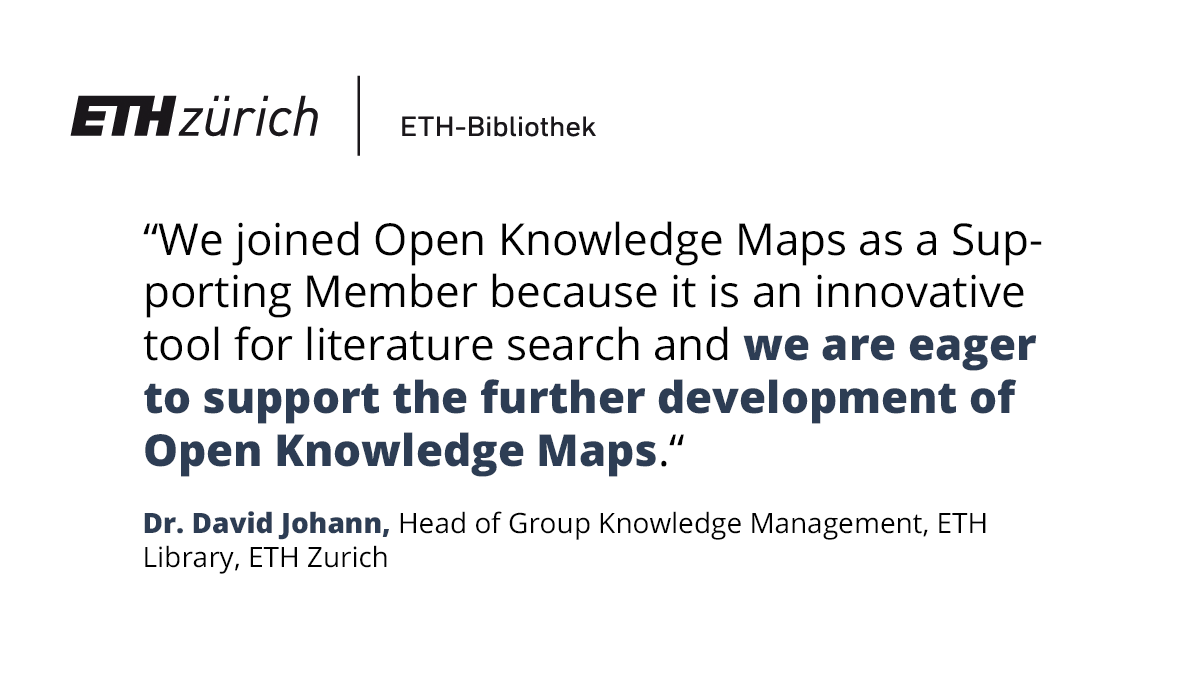 ETHzürich
ETH-Bibliothek
“We joined Open Knowledge Maps as a Sup-
porting Member because it is an innovative
tool for literature search and we are eager
to support the further development of
Open Knowledge Maps.“
Dr. David Johann, Head of Group Knowledge Management, ETH
Library, ETH Zurich